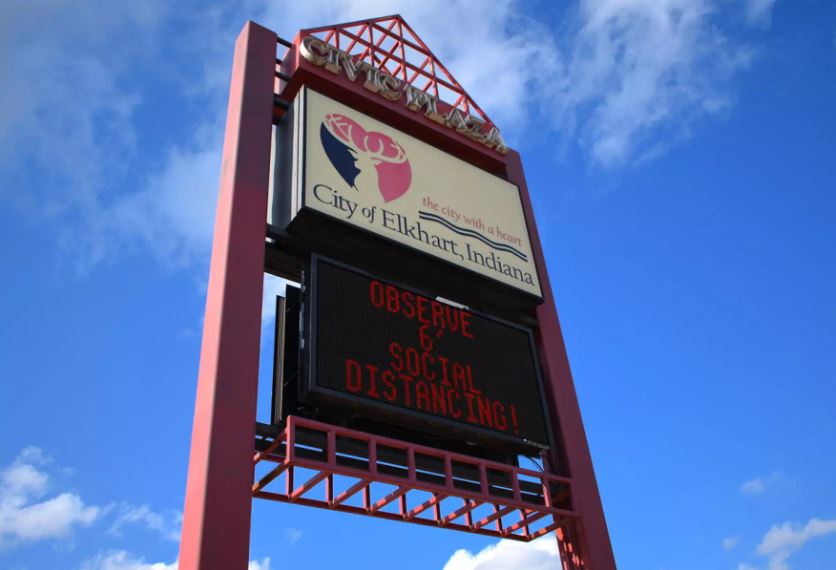 CIVIC PLAZA
the city with a heart
City of Elkhart, Indiana
OBSERVE
6'
SOCIAL
DISTANCING!